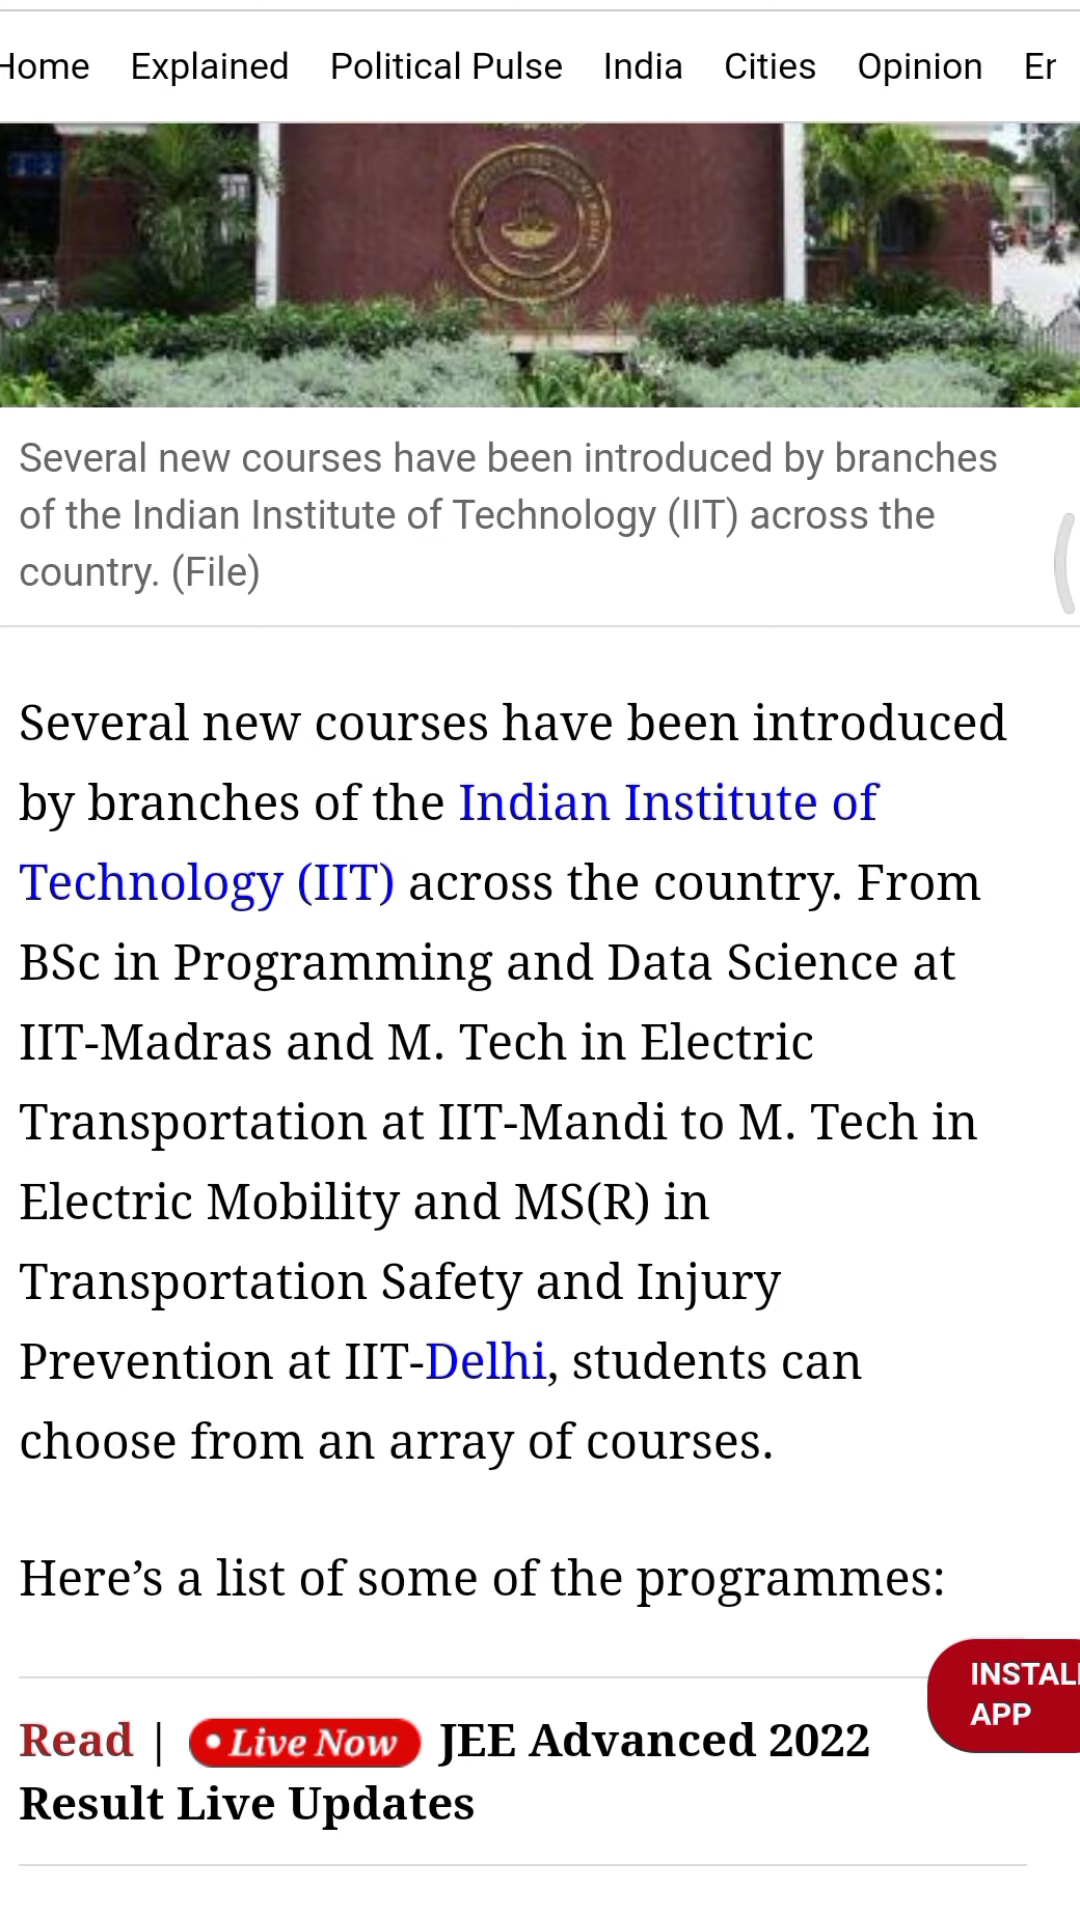 Home Explained Political Pulse India Cities Opinion Er
Several new courses have been introduced by branches
of the Indian Institute of Technology (IIT) across the
country. (File)
Several new courses have been introduced
by branches of the Indian Institute of
Technology (IIT) across the country. From
BSc in Programming and Data Science at
IIT-Madras and M. Tech in Electric
Transportation at IIT-Mandi to M. Tech in
Electric Mobility and MS(R) in
Transportation Safety and Injury
Prevention at IIT-Delhi, students can
choose from an array of courses.
Here’s a list of some of the programmes:
INSTALL
APP
Read | • Live Now JEE Advanced 2022
Result Live Updates